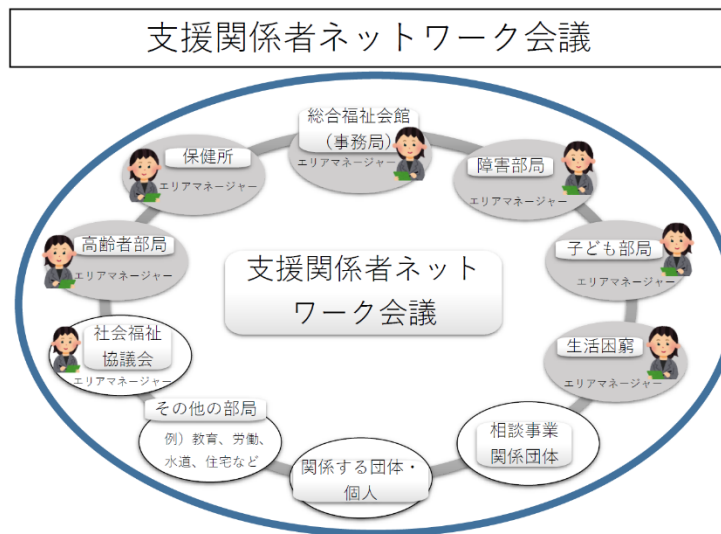 支援関係者ネットワーク会議
総合福祉会館
（事務局）
エリアマネージャー
保健所
エリアマネージャー
障害部局
エリアマネージャー
高齢者部局
エリアマネージャー
子ども部局
エリアマネージャー
支援関係者ネット
ワーク会議
社会福祉
協議会
エリアマネージャー
生活困窮
エリアマネージャー
その他の部局
例）教育、労働、
水道、住宅など
相談事業
関係団体
関係する団体・
個人